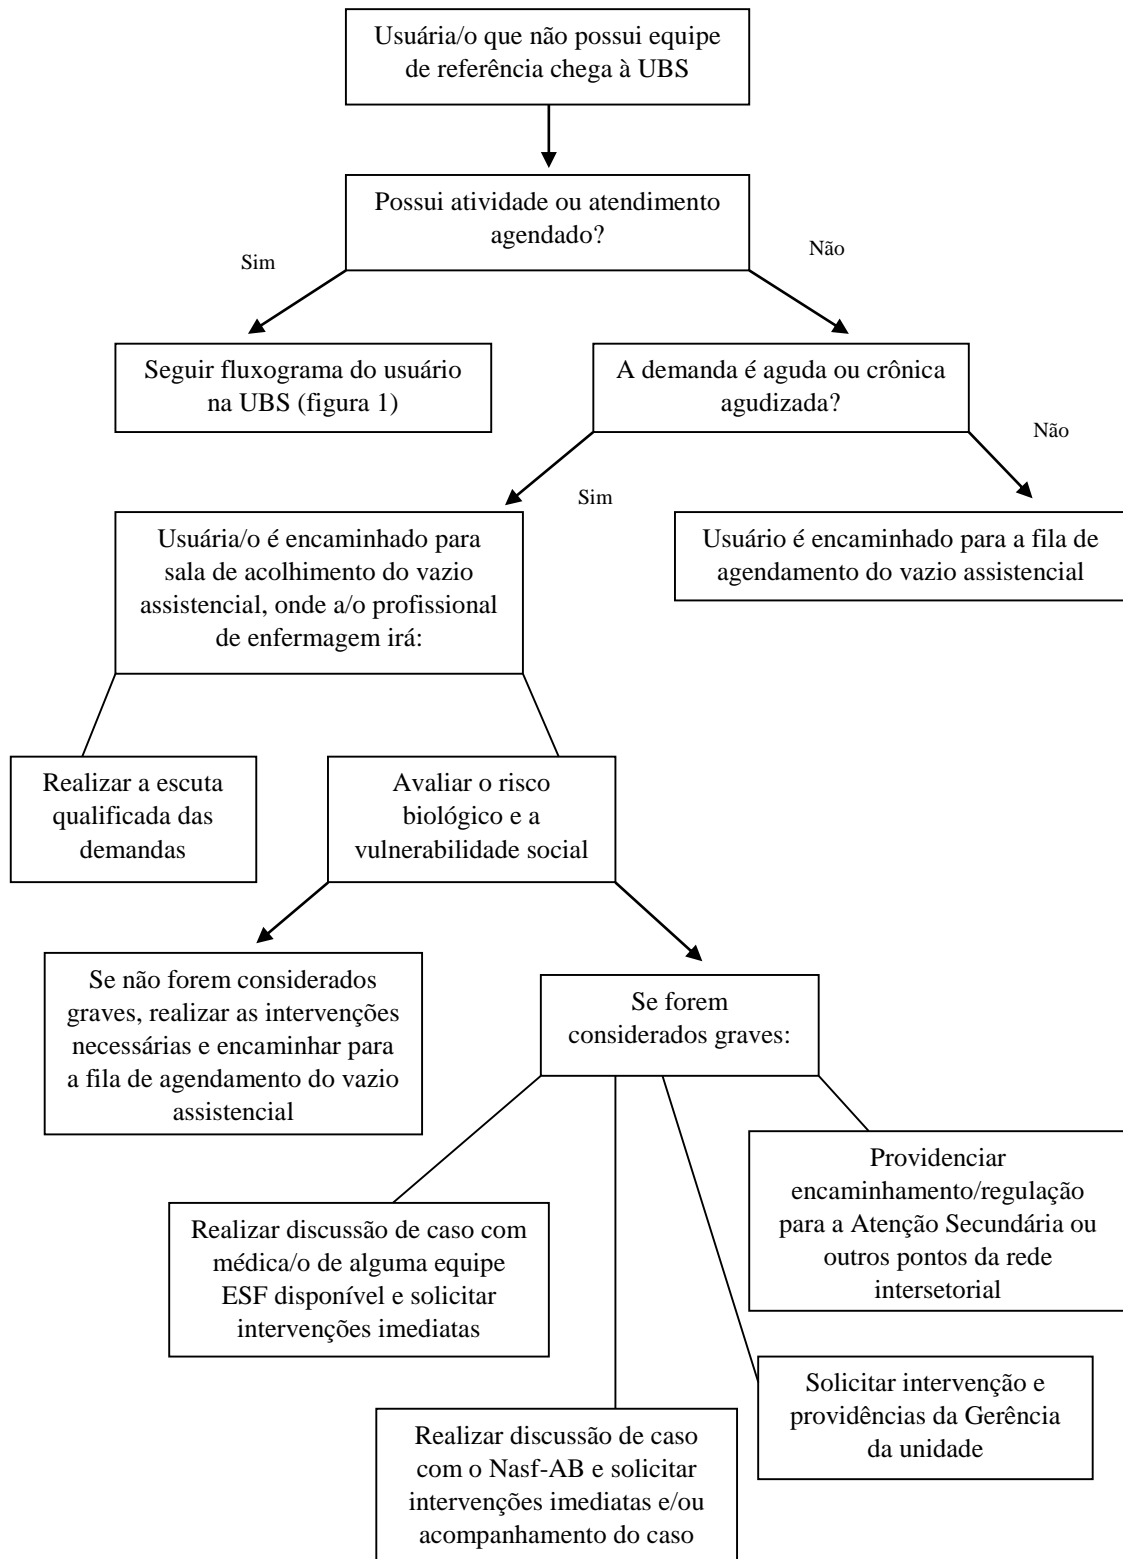 Usuária/o que não possui equipe
de referência chega à UBS
Possui atividade ou atendimento
agendado?
Sim
Não
Seguir fluxograma do usuário
na UBS (figura 1)
A demanda é aguda ou crônica
agudizada?
Não
Sim
Usuária/o é encaminhado para
sala de acolhimento do vazio
assistencial, onde a/o profissional
de enfermagem irá:
Usuário é encaminhado para a fila de
agendamento do vazio assistencial
Realizar a escuta
qualificada das
demandas
Avaliar o risco
biológico e a
vulnerabilidade social
Se não forem considerados
graves, realizar as intervenções
necessárias e encaminhar para
a fila de agendamento do vazio
assistencial
Se forem
considerados graves:
Providenciar
encaminhamento/regulação
para a Atenção Secundária ou
outros pontos da rede
intersetorial
Realizar discussão de caso com
médica/o de alguma equipe
ESF disponível e solicitar
intervenções imediatas
Solicitar intervenção e
providências da Gerência
da unidade
Realizar discussão de caso
com o Nasf-AB e solicitar
intervenções imediatas e/ou
acompanhamento do caso